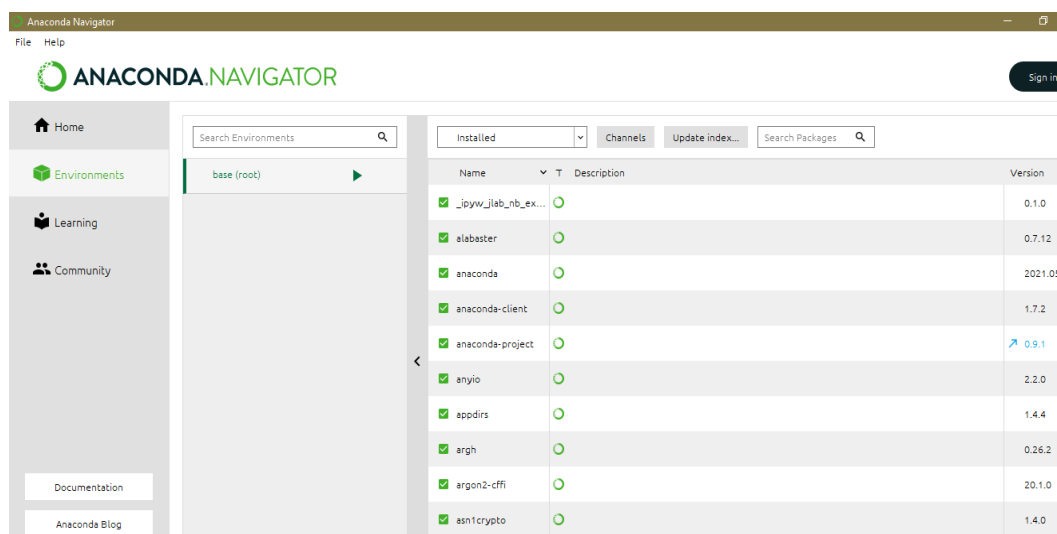 Anaconda Navigator
File Help
ANACONDA.NAVIGATOR
Sign in
Home
Environments
Learning
Community
Documentation
Anaconda Blog
Search Environments
base (root)
Installed Channels Update index... Search Packages
Name T Description Version
_ipyw_jlab_nb_ex... 0.1.0
alabaster 0.7.12
anaconda 2021.05
anaconda-client 1.7.2
anaconda-project 0.9.1
anyio 2.2.0
appdirs 1.4.4
argh 0.26.2
argon2-cffi 20.1.0
asn1crypto 1.4.0